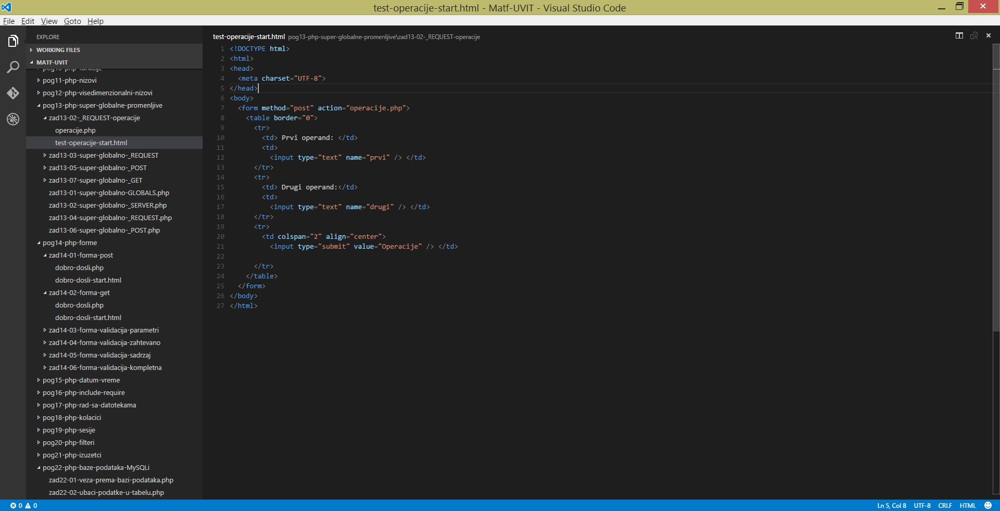 test-operacije-start.html - Matf-UVIT - Visual Studio Code
File Edit View Goto Help
EXPLORE
WORKING FILES
MATF-UVIT
pog10-php-funkcije
pog11-php-nizovi
pog12-php-visedimenzionalni-nizovi
pog13-php-super-globalne-promenljive
zad13-02-_REQUEST-operacije
operacije.php
test-operacije-start.html
zad13-03-super-globalno-_REQUEST
zad13-05-super-globalno-_POST
zad13-07-super-globalno-_GET
zad13-01-super-globalno-GLOBALS.php
zad13-02-super-globalno-_SERVER.php
zad13-04-super-globalno-_REQUEST.php
zad13-06-super-globalno-_POST.php
pog14-php-forme
zad14-01-forma-post
dobro-dosli.php
dobro-dosli-start.html
zad14-02-forma-get
dobro-dosli.php
dobro-dosli-start.html
zad14-03-forma-validacija-parametri
zad14-04-forma-validacija-zahtevano
zad14-05-forma-validacija-sadrzaj
zad14-06-forma-validacija-kompletna
pog15-php-datum-vreme
pog16-php-include-require
pog17-php-rad-sa-datotekama
pog18-php-kolacici
pog19-php-sesije
pog20-php-filteri
pog21-php-izuzetci
pog22-php-baze-podataka-MySQLi
zad22-01-veza-prema-bazi-podataka.php
zad22-02-ubaci-podatke-u-tabelu.php
test-operacije-start.html pog13-php-super-globalne-promenljive\zad13-02-_REQUEST-operacije
1 <!DOCTYPE html>
2 <html>
3 <head>
4 <meta charset="UTF-8">
5 </head>
6 <body>
7 <form method="post" action="operacije.php">
8 <table border="0">
9 <tr>
10 <td> Prvi operand: </td>
11 <td>
12 <input type="text" name="prvi" /> </td>
13 </tr>
14 <tr>
15 <td> Drugi operand:</td>
16 <td>
17 <input type="text" name="drugi" /> </td>
18 </tr>
19 <tr>
20 <td colspan="2" align="center">
21 <input type="submit" value="Operacije" /> </td>
22
23 </tr>
24 </table>
25 </form>
26 </body>
27 </html>
0 0
Ln 5, Col 8 UTF-8 CRLF HTML